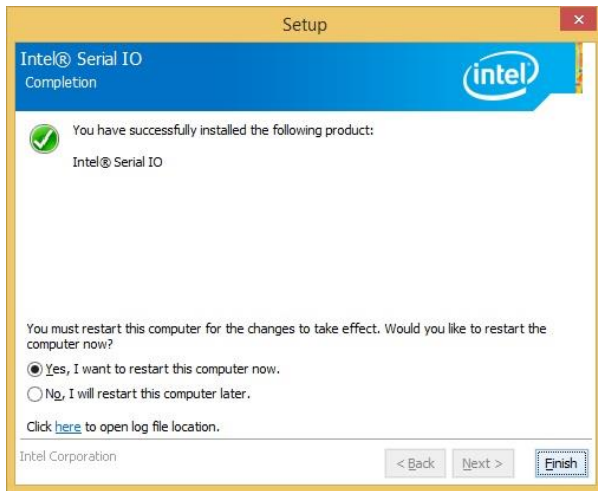 Setup
Intel® Serial IO
Completion
intel
You have successfully installed the following product:
Intel® Serial IO
You must restart this computer for the changes to take effect. Would you like to restart the
computer now?
Yes, I want to restart this computer now.
No, I will restart this computer later.
Click here to open log file location.
Intel Corporation
< Back Next > Finish